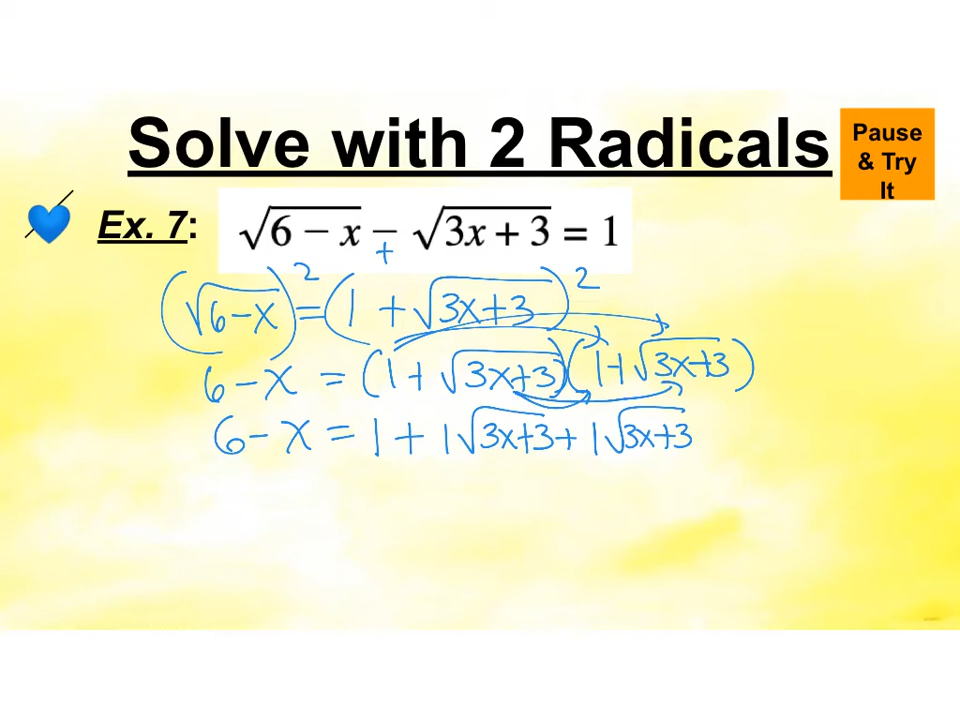 Solve with 2 Radicals
Pause
& Try
It
Ex. 7: √(6 − x) − √(3x + 3) = 1
+
(√6-x)² = (1 + √3x+3)²
6-x = (1+√3x+3)(1+√3x+3)
6-x = 1 + 1√3x+3 + 1√3x+3